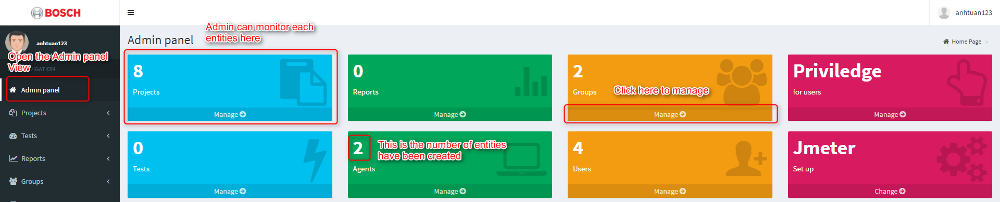 BOSCH
anhtuan123
Admin can monitor each
entities here
Admin panel
Home Page >
anhtuan123
Open the Admin panel
View
VIGATION
Admin panel
Projects
Tests
Reports
Groups
8
Projects
Manage
0
Reports
Manage
2
Groups
Click here to manage
Manage
Priviledge
for users
Manage
0
Tests
Manage
2
This is the number of entities
have been created
Agents
Manage
4
Users
Manage
Jmeter
Set up
Change